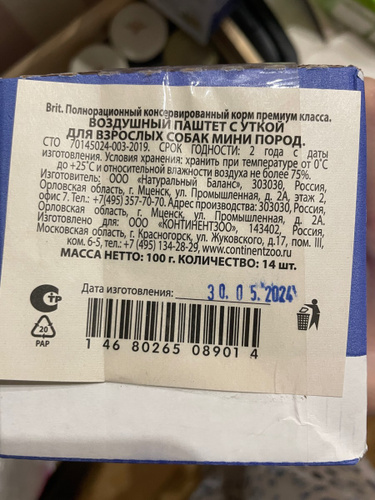 Brit. Полнорационный консервированный корм премиум класса.
ВОЗДУШНЫЙ ПАШТЕТ С УТКОЙ
ДЛЯ ВЗРОСЛЫХ СОБАК МИНИ ПОРОД.
СТО 70145024-003-2019. СРОК ГОДНОСТИ: 2 года с даты
изготовления. Условия хранения: хранить при температуре от 0˚С
до +25˚С и относительной влажности воздуха не более 75%.
Изготовитель: ООО «Натуральный Баланс», 303030, Россия,
Орловская область, г. Мценск, ул. Промышленная, д. 2А, этаж 2,
офис 7. Тел.: +7(495) 357-70-70. Адрес производства: 303030, Россия,
Орловская область, г. Мценск, ул. Промышленная, д. 2А.
Изготовлено для: ООО «КОНТИНЕНТЗОО», 143402, Россия,
Московская область, г. Красногорск, ул. Жуковского, д.17, пом. III,
ком. 6-5, тел.: +7 (495) 134-28-29, www.continentzoo.ru
МАССА НЕТТО: 100 г. КОЛИЧЕСТВО: 14 шт.
Дата изготовления: 30.05.2024
СТР
20
PAP
1 46 80265 08901 4